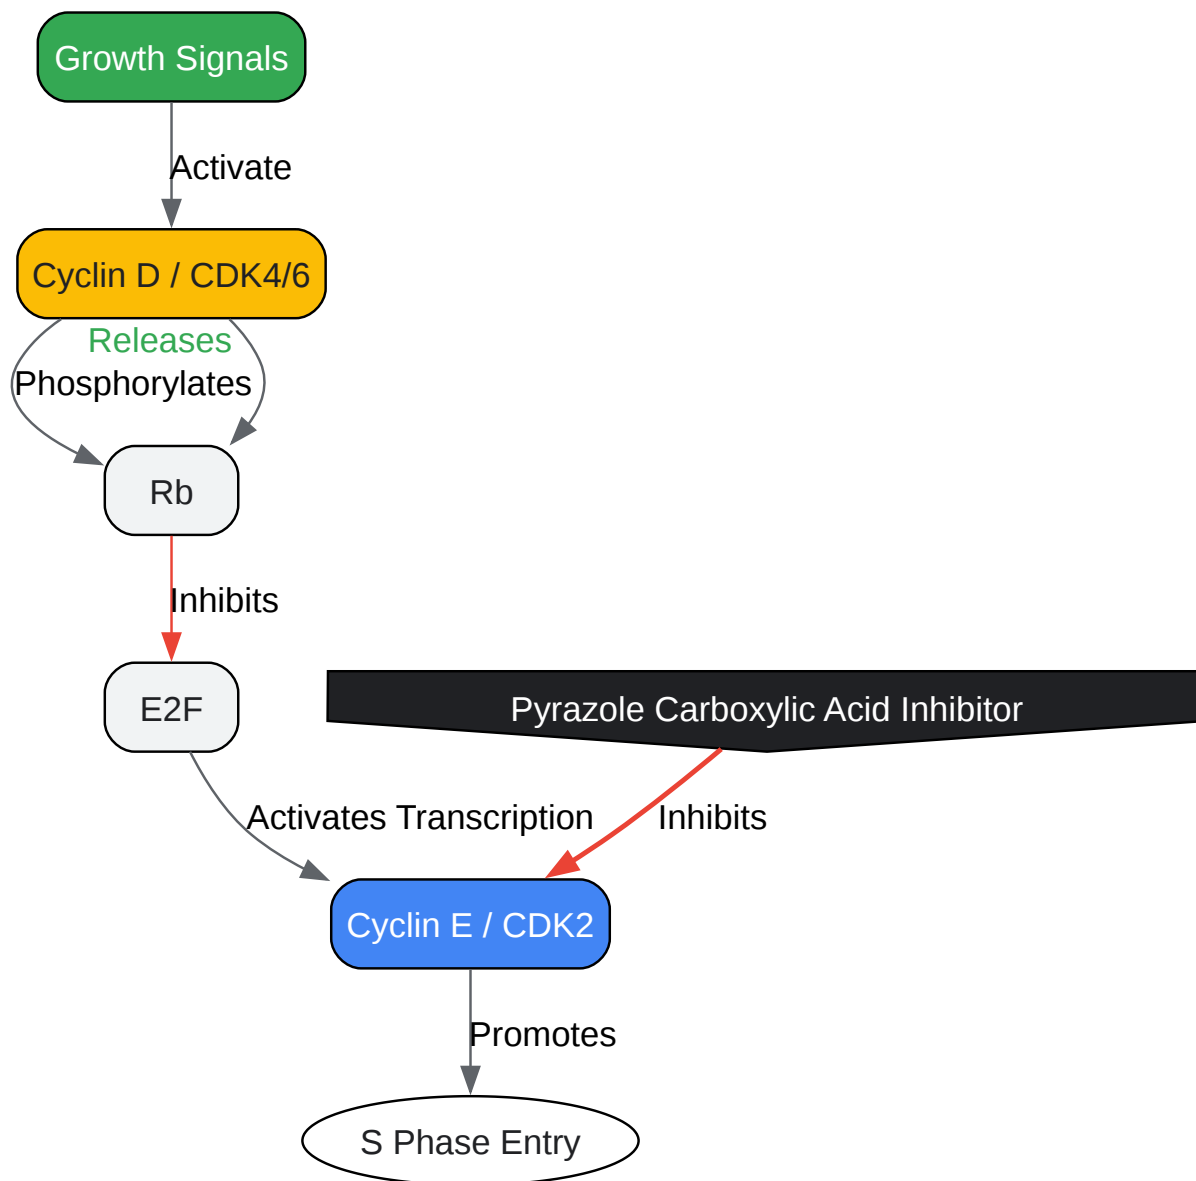 Growth Signals
Activate
Cyclin D / CDK4/6
Releases
Phosphorylates
Rb
Inhibits
E2F
Pyrazole Carboxylic Acid Inhibitor
Activates Transcription
Inhibits
Cyclin E / CDK2
Promotes
S Phase Entry